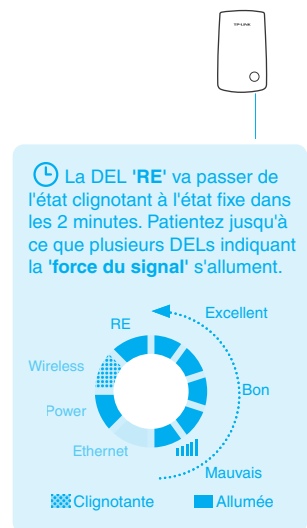 TP-LINK
La DEL 'RE' va passer de
l'état clignotant à l'état fixe dans
les 2 minutes. Patientez jusqu'à
ce que plusieurs DELs indiquant
la 'force du signal' s'allument.
Excellent
RE
Wireless
Bon
Power
Ethernet
Mauvais
Clignotante
Allumée